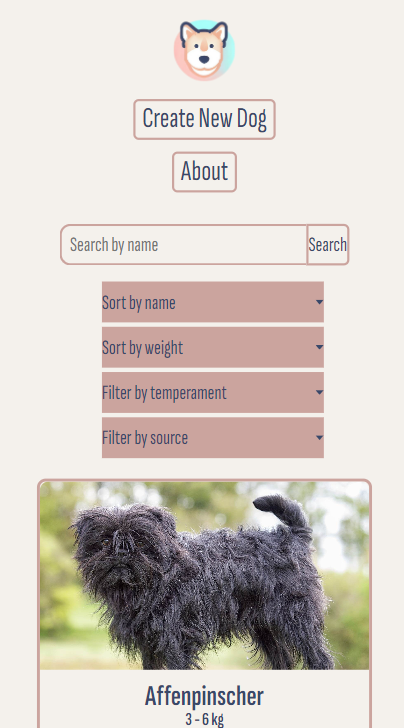 Create New Dog
About
Search by name
Search
Sort by name
Sort by weight
Filter by temperament
Filter by source
Affenpinscher
3 - 6 kg